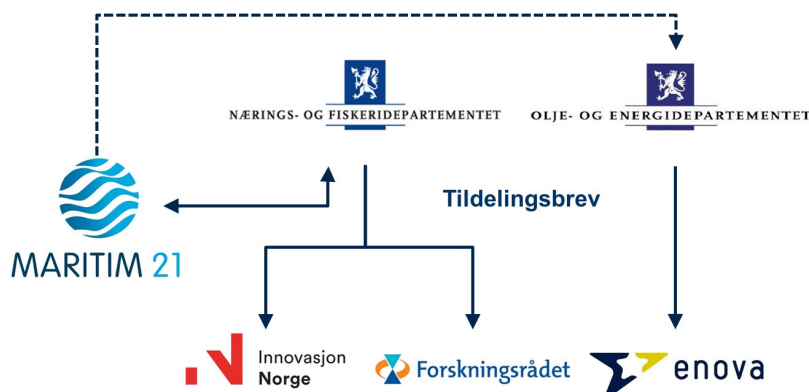 NÆRINGS- OG FISKERIDEPARTEMENTET
OLJE- OG ENERGIDEPARTEMENTET
Tildelingsbrev
MARITIM 21
Innovasjon
Norge
Forskningsrådet
enova